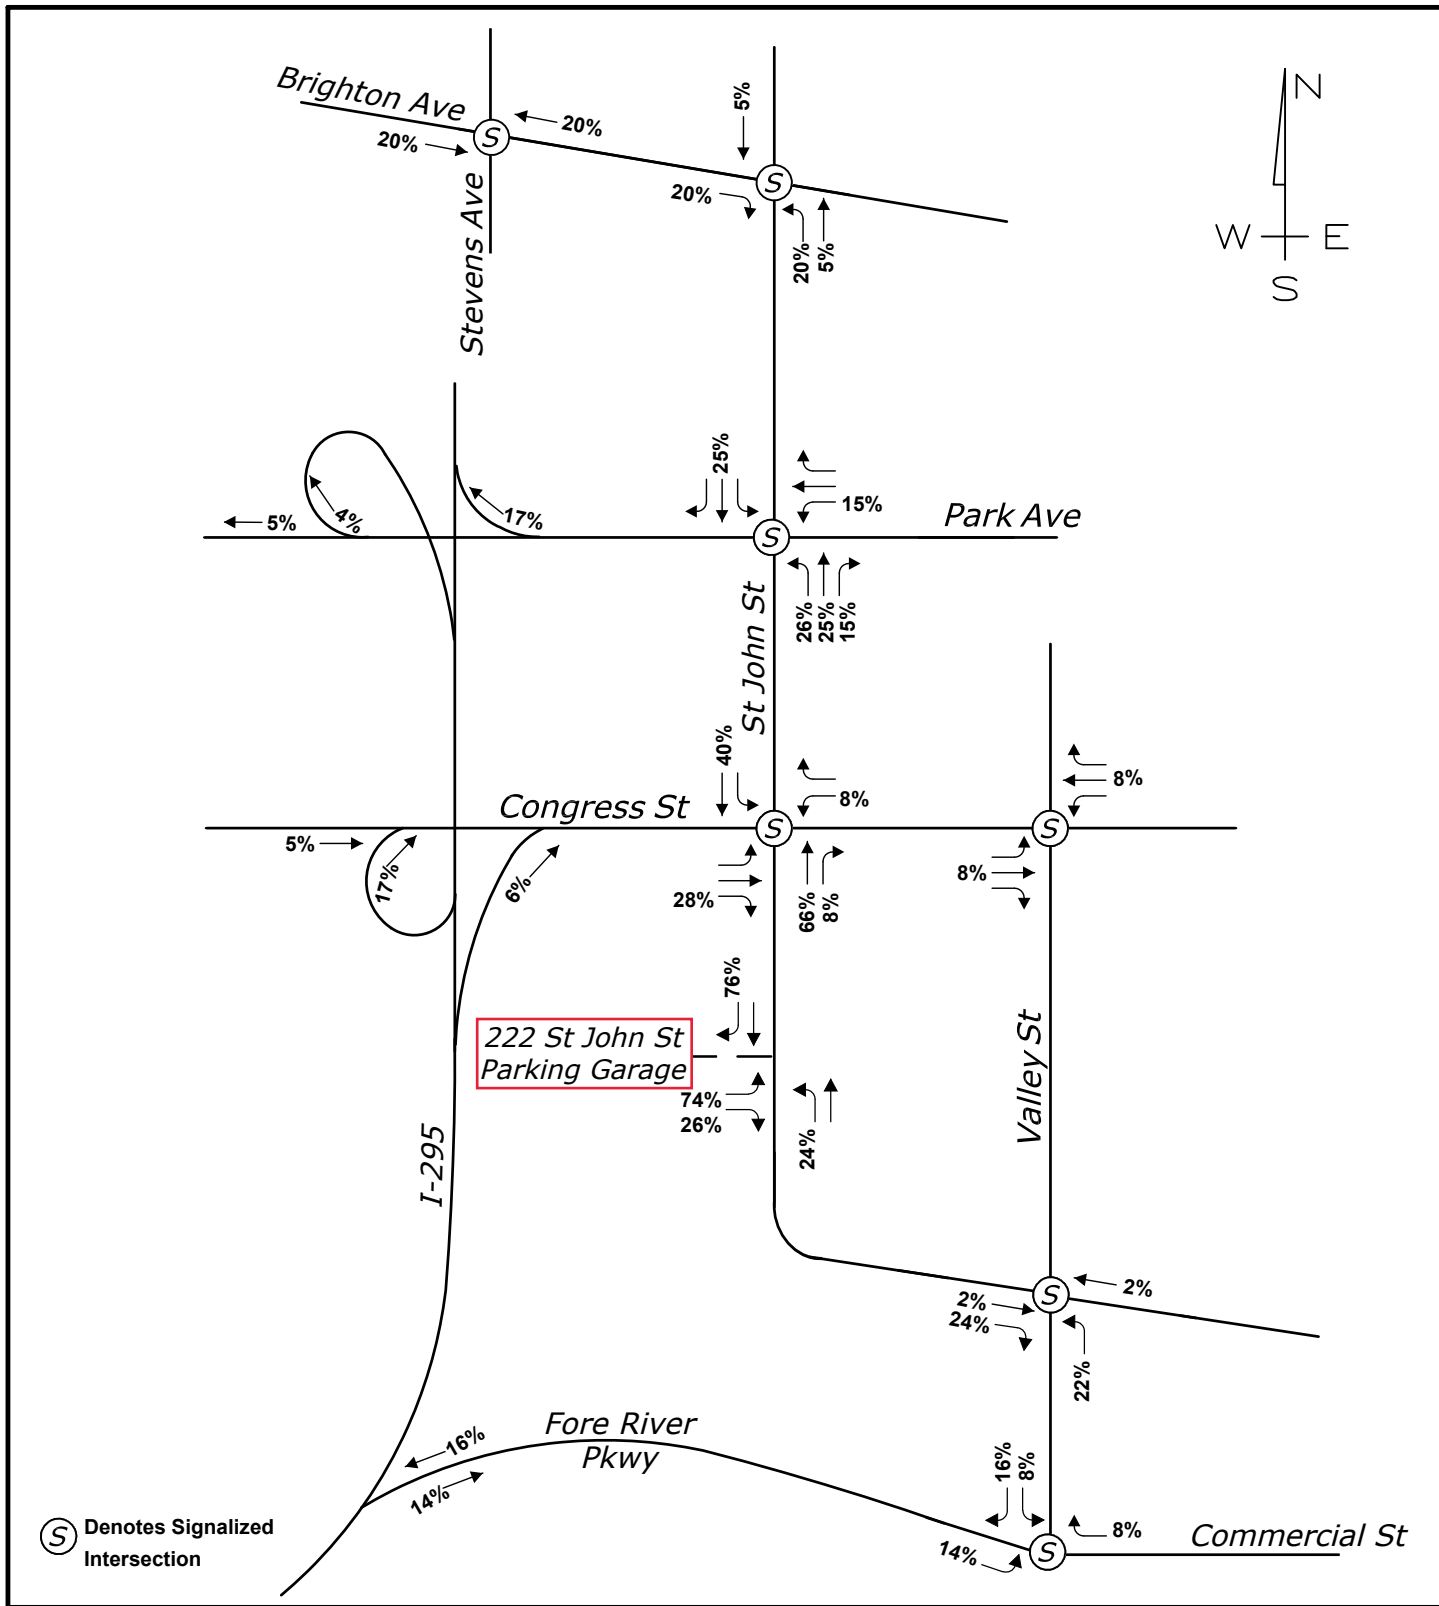 Brighton Ave
20%
20%
S
5%
S
20%
20%
5%
N
W
E
S
Stevens Ave
25%
5%
4%
17%
15%
Park Ave
S
26%
25%
15%
St John St
40%
8%
8%
Congress St
S
S
5%
17%
6%
28%
66%
8%
8%
76%
222 St John St
Parking Garage
74%
26%
24%
Valley St
I-295
2%
2%
24%
S
22%
Fore River
Pkwy
16%
14%
16%
8%
8%
Commercial St
14%
S
S Denotes Signalized
Intersection